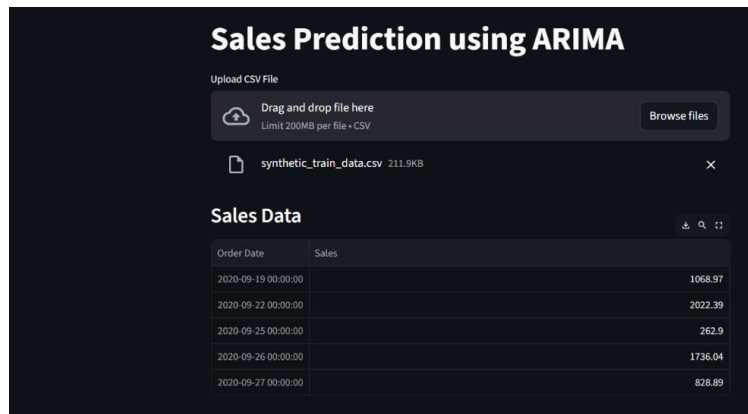 Sales Prediction using ARIMA
Upload CSV File
Drag and drop file here
Limit 200MB per file • CSV
Browse files
synthetic_train_data.csv 211.9KB
Sales Data
Order Date Sales
2020-09-19 00:00:00 1068.97
2020-09-22 00:00:00 2022.39
2020-09-25 00:00:00 262.9
2020-09-26 00:00:00 1736.04
2020-09-27 00:00:00 828.89